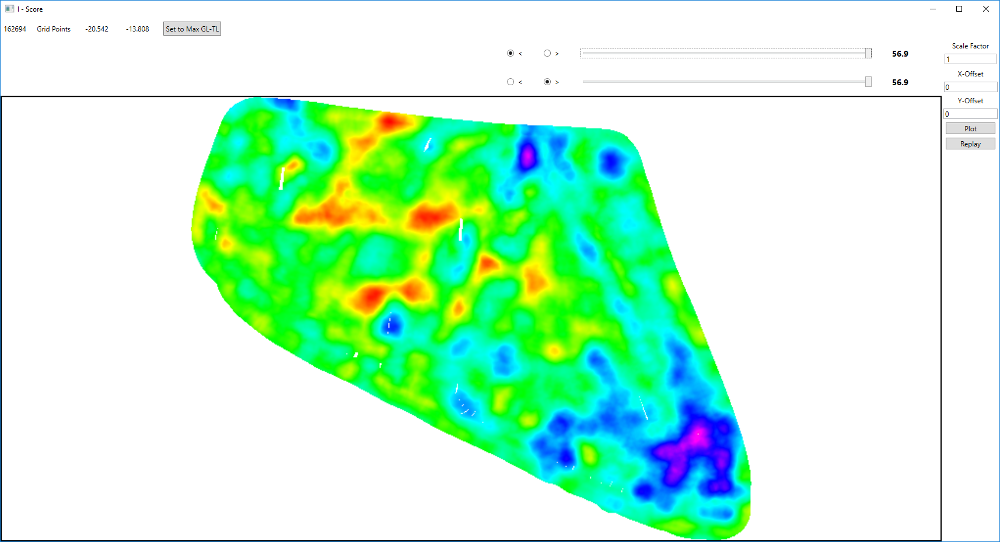 I - Score
162694 Grid Points -20.542 -13.808 Set to Max GL-TL
Scale Factor
< > 56.9
1
X-Offset
< > 56.9
0
Y-Offset
0
Plot
Replay